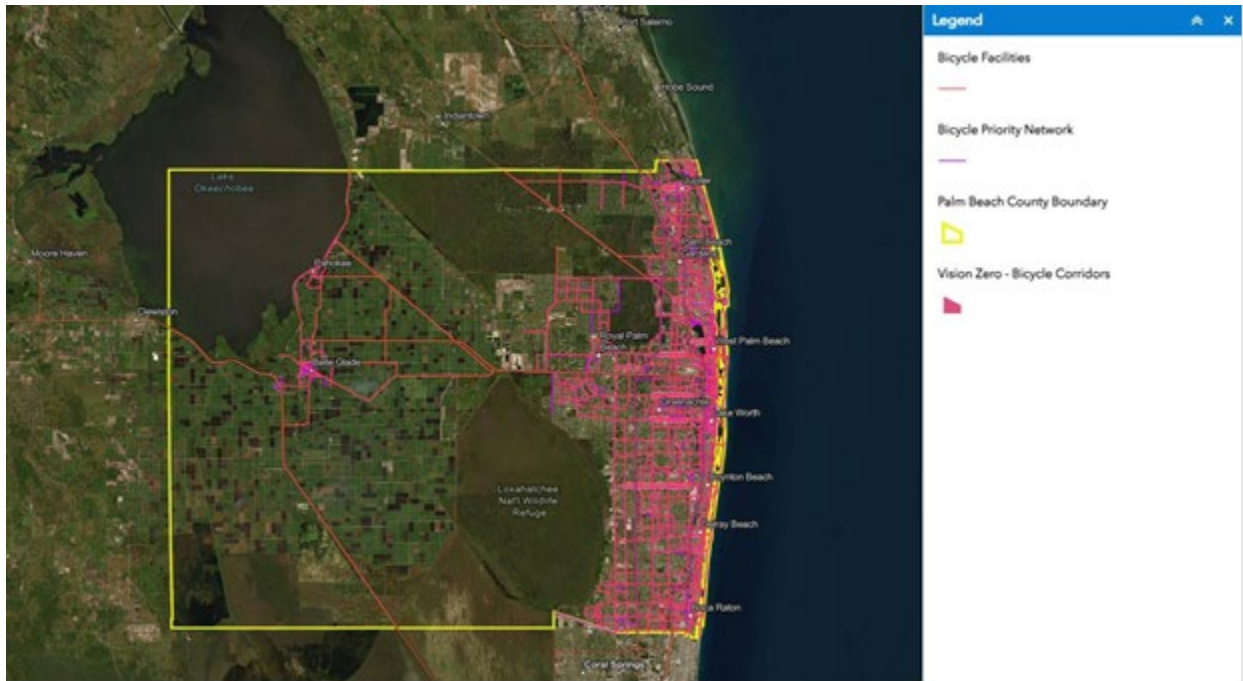 Legend
Bicycle Facilities
Bicycle Priority Network
Palm Beach County Boundary
Vision Zero - Bicycle Corridors
Hobe Sound
Indiantown
Lake
Okeechobee
Jupiter
Moore Haven
Pahokee
Clewiston
Royal Palm
Beach
West Palm Beach
Belle Glade
Lake Worth
Loxahatchee
Nat'l Wildlife
Refuge
Boynton Beach
Delray Beach
Boca Raton
Coral Springs